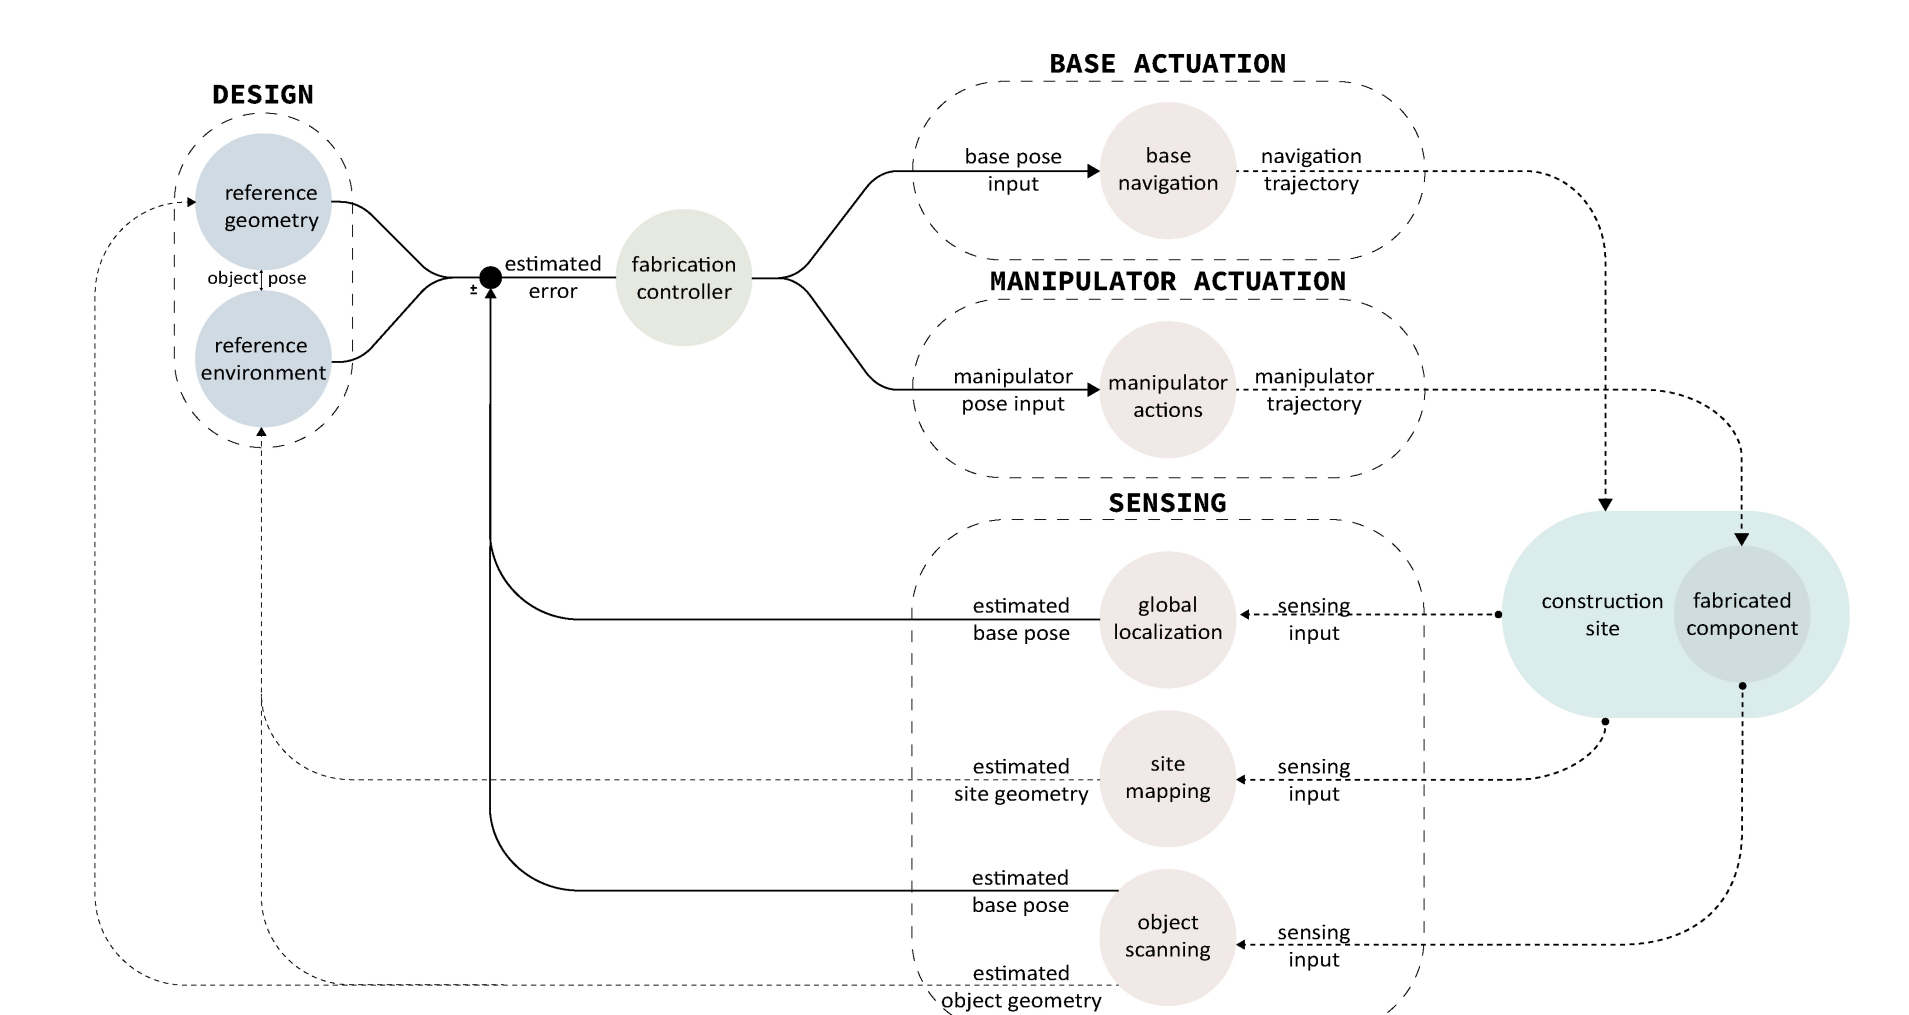 DESIGN
reference
geometry
object pose
reference
environment
±
estimated
error
fabrication
controller
BASE ACTUATION
base pose
input
base
navigation
navigation
trajectory
MANIPULATOR ACTUATION
manipulator
pose input
manipulator
actions
manipulator
trajectory
SENSING
estimated
base pose
global
localization
sensing
input
construction
site
fabricated
component
estimated
site geometry
site
mapping
sensing
input
estimated
base pose
object
scanning
sensing
input
estimated
object geometry